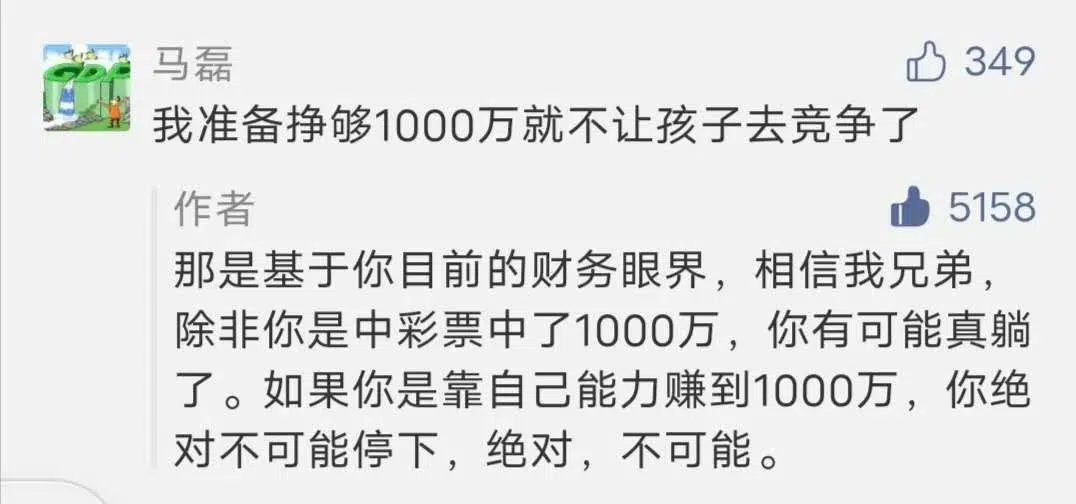 马磊
349
我准备挣够1000万就不让孩子去竞争了
作者
5158
那是基于你目前的财务眼界，相信我兄弟，
除非你是中彩票中了1000万，你有可能真躺
了。如果你是靠自己能力赚到1000万，你绝
对不可能停下，绝对，不可能。